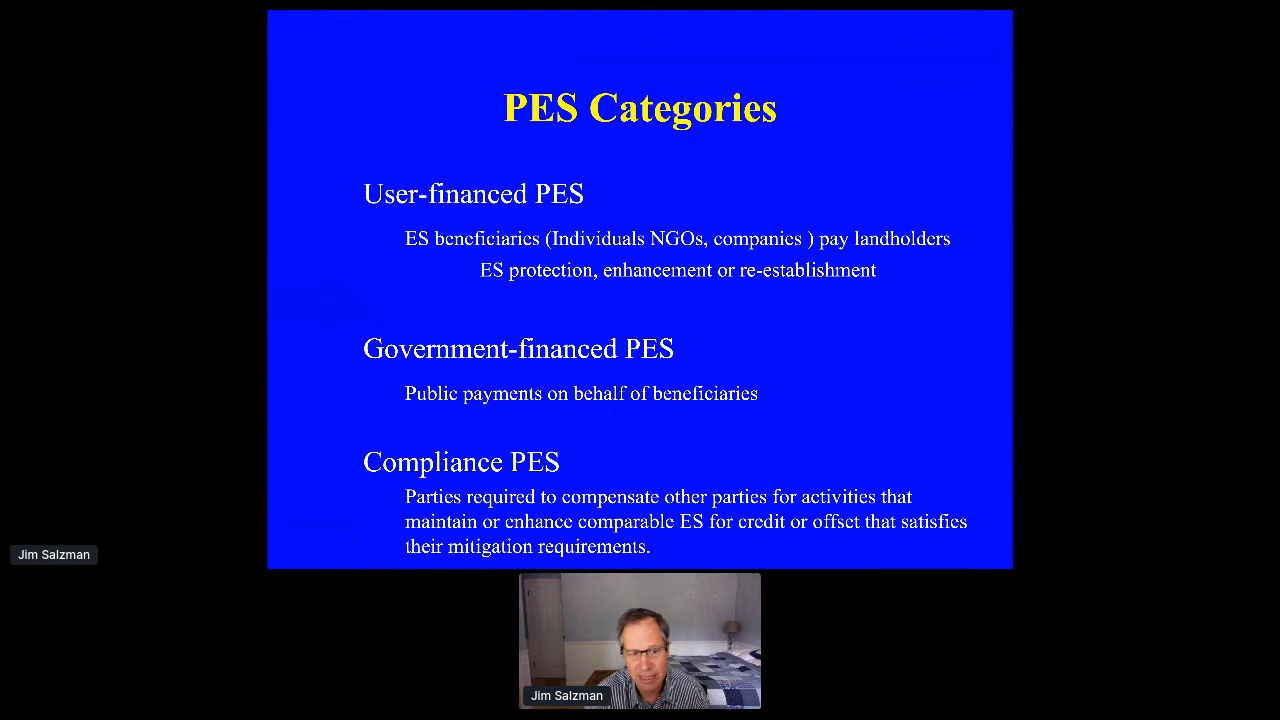 PES Categories
User-financed PES
ES beneficiaries (Individuals NGOs, companies ) pay landholders
ES protection, enhancement or re-establishment
Government-financed PES
Public payments on behalf of beneficiaries
Compliance PES
Parties required to compensate other parties for activities that
maintain or enhance comparable ES for credit or offset that satisfies
their mitigation requirements.
Jim Salzman
Jim Salzman